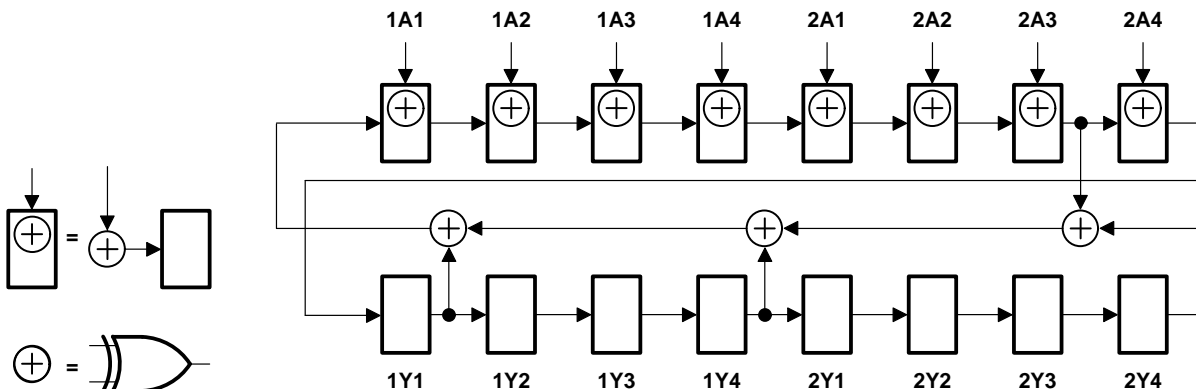 1A1 1A2 1A3 1A4 2A1 2A2 2A3 2A4
=
=
1Y1 1Y2 1Y3 1Y4 2Y1 2Y2 2Y3 2Y4